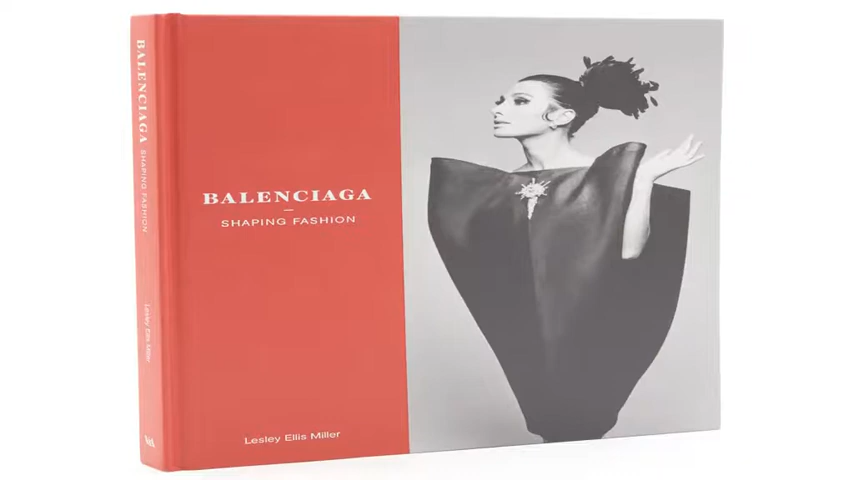 BALENCIAGA
SHAPING FASHION
Lesley Ellis Miller
BALENCIAGA SHAPING FASHION
Lesley Ellis Miller
V&A